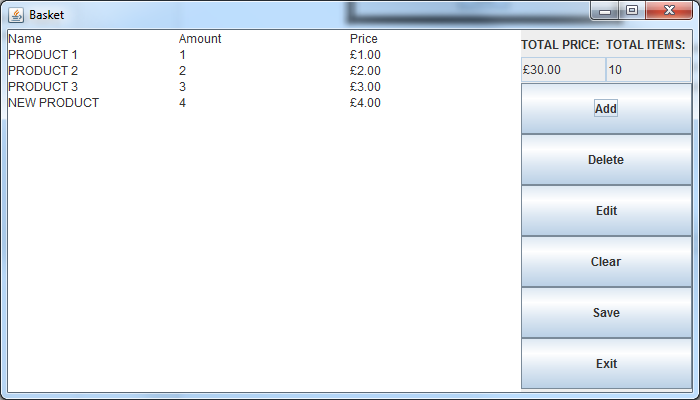 Basket
Name Amount Price
PRODUCT 1 1 £1.00
PRODUCT 2 2 £2.00
PRODUCT 3 3 £3.00
NEW PRODUCT 4 £4.00
TOTAL PRICE: TOTAL ITEMS:
£30.00 10
Add
Delete
Edit
Clear
Save
Exit